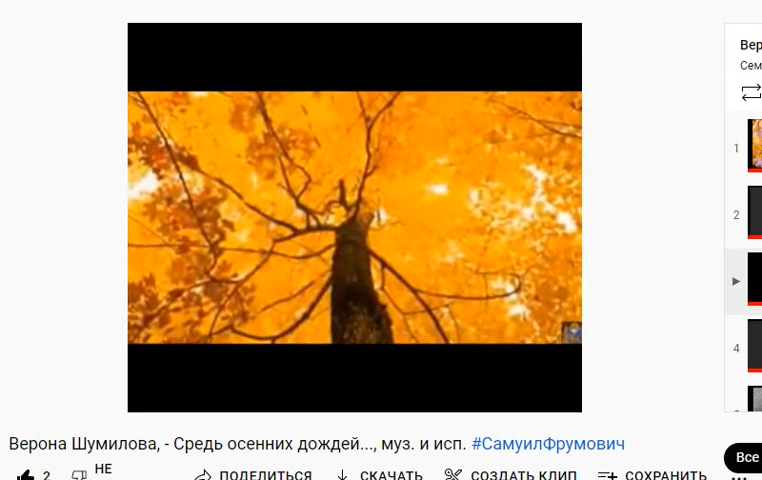 Вер
Сем
1
2
4
Верона Шумилова, - Средь осенних дождей..., муз. и исп. #СамуилФрумович
Все
2
НЕ
ПОДЕЛИТЬСЯ
СКАЧАТЬ
СОЗДАТЬ КЛИП
СОХРАНИТЬ